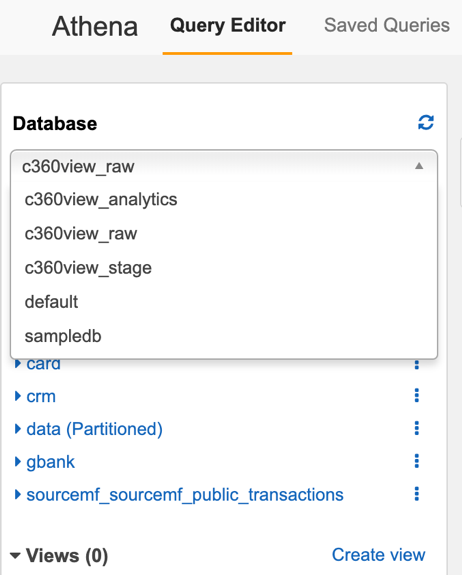 Athena Query Editor Saved Queries
Database
c360view_raw
c360view_analytics
c360view_raw
c360view_stage
default
sampledb
card
crm
data (Partitioned)
gbank
sourcemf_sourcemf_public_transactions
Views (0) Create view